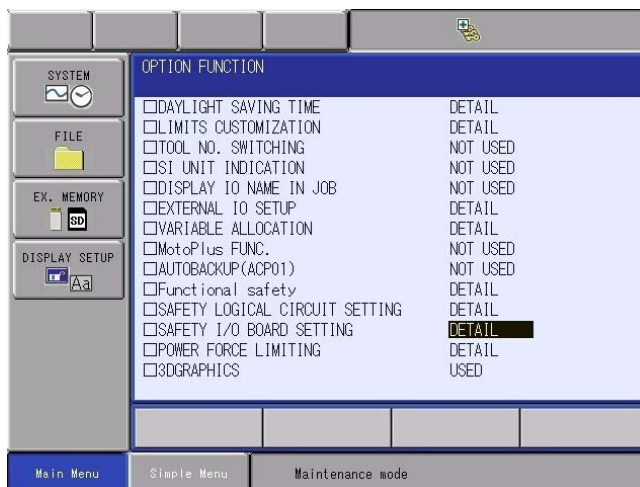 SYSTEM
FILE
EX. MEMORY
SD
DISPLAY SETUP
Aa
OPTION FUNCTION
DAYLIGHT SAVING TIME DETAIL
LIMITS CUSTOMIZATION DETAIL
TOOL NO. SWITCHING NOT USED
SI UNIT INDICATION NOT USED
DISPLAY IO NAME IN JOB NOT USED
EXTERNAL IO SETUP DETAIL
VARIABLE ALLOCATION DETAIL
MotoPlus FUNC. NOT USED
AUTOBACKUP(ACP01) NOT USED
Functional safety DETAIL
SAFETY LOGICAL CIRCUIT SETTING DETAIL
SAFETY I/O BOARD SETTING DETAIL
POWER FORCE LIMITING DETAIL
3DGRAPHICS USED
Main Menu Simple Menu Maintenance mode